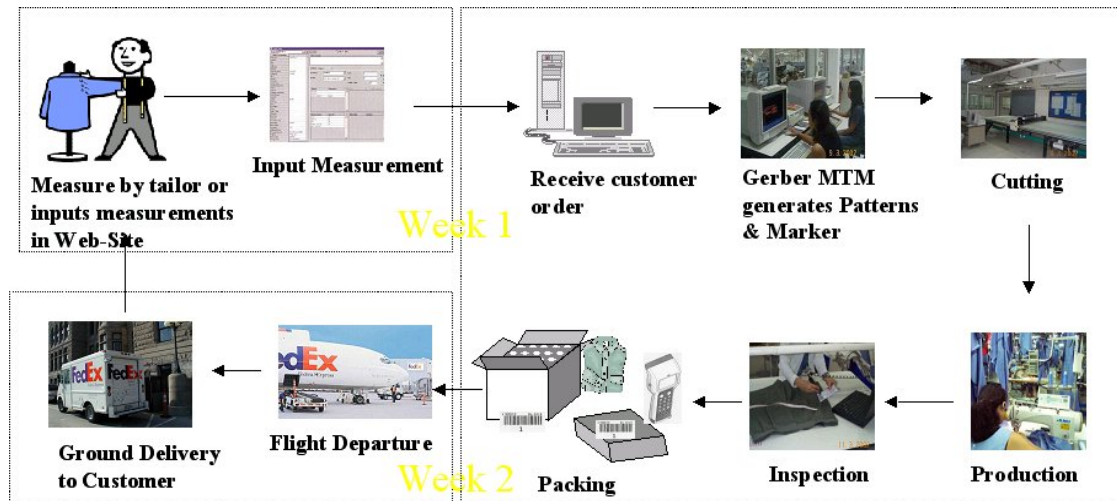 Measure by tailor or
inputs measurements
in Web-Site
Input Measurement
Receive customer
order
Gerber MTM
generates Patterns
& Marker
Cutting
Week 1
FedEx
FedEx
FedEx
FedEx
Ground Delivery
to Customer
Flight Departure
Packing
Inspection
Production
Week 2